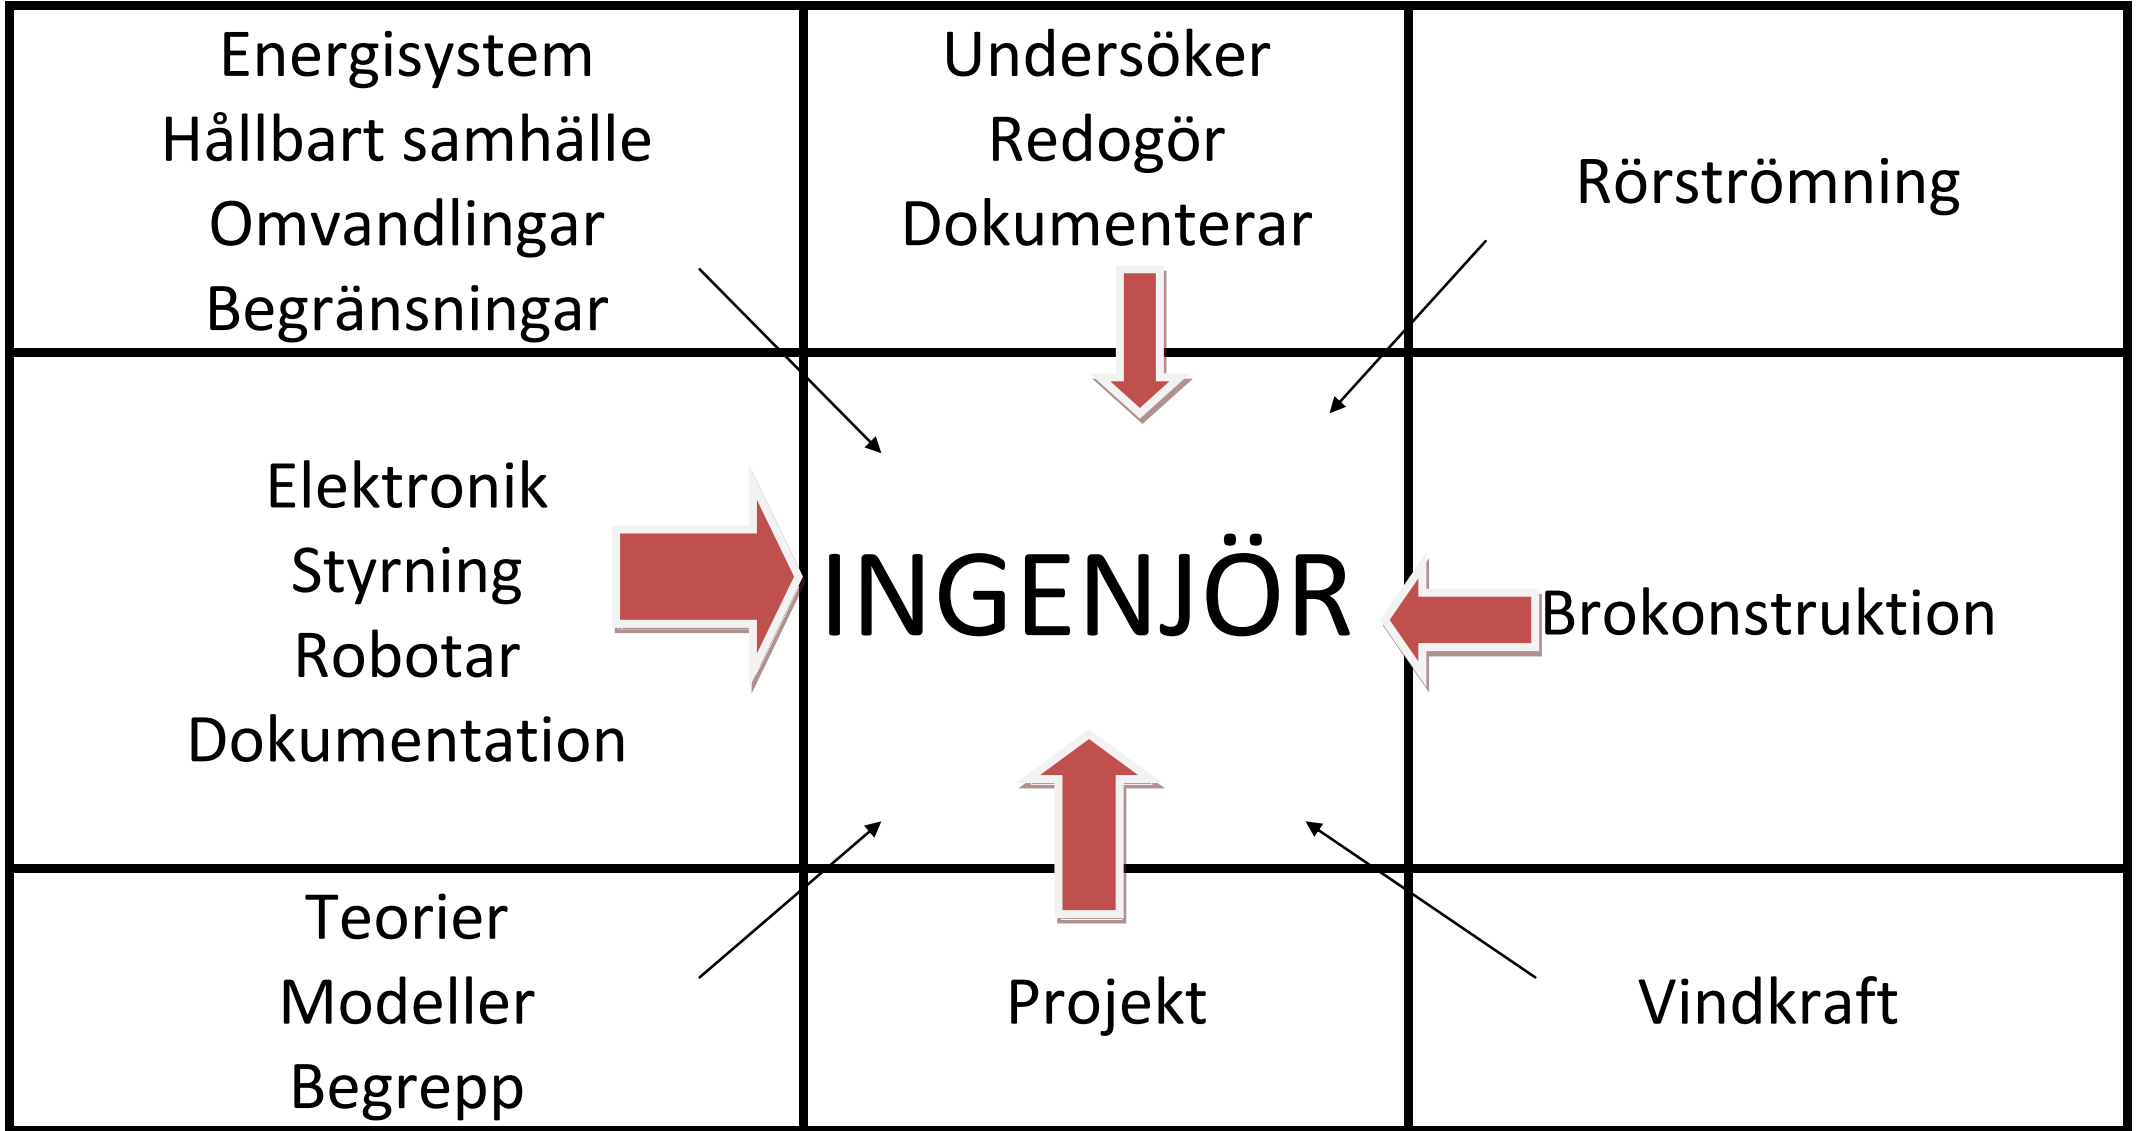 Energisystem
Hållbart samhälle
Omvandlingar
Begränsningar
Undersöker
Redogör
Dokumenterar
Rörströmning
Elektronik
Styrning
Robotar
Dokumentation
INGENJÖR
Brokonstruktion
Teorier
Modeller
Begrepp
Projekt
Vindkraft